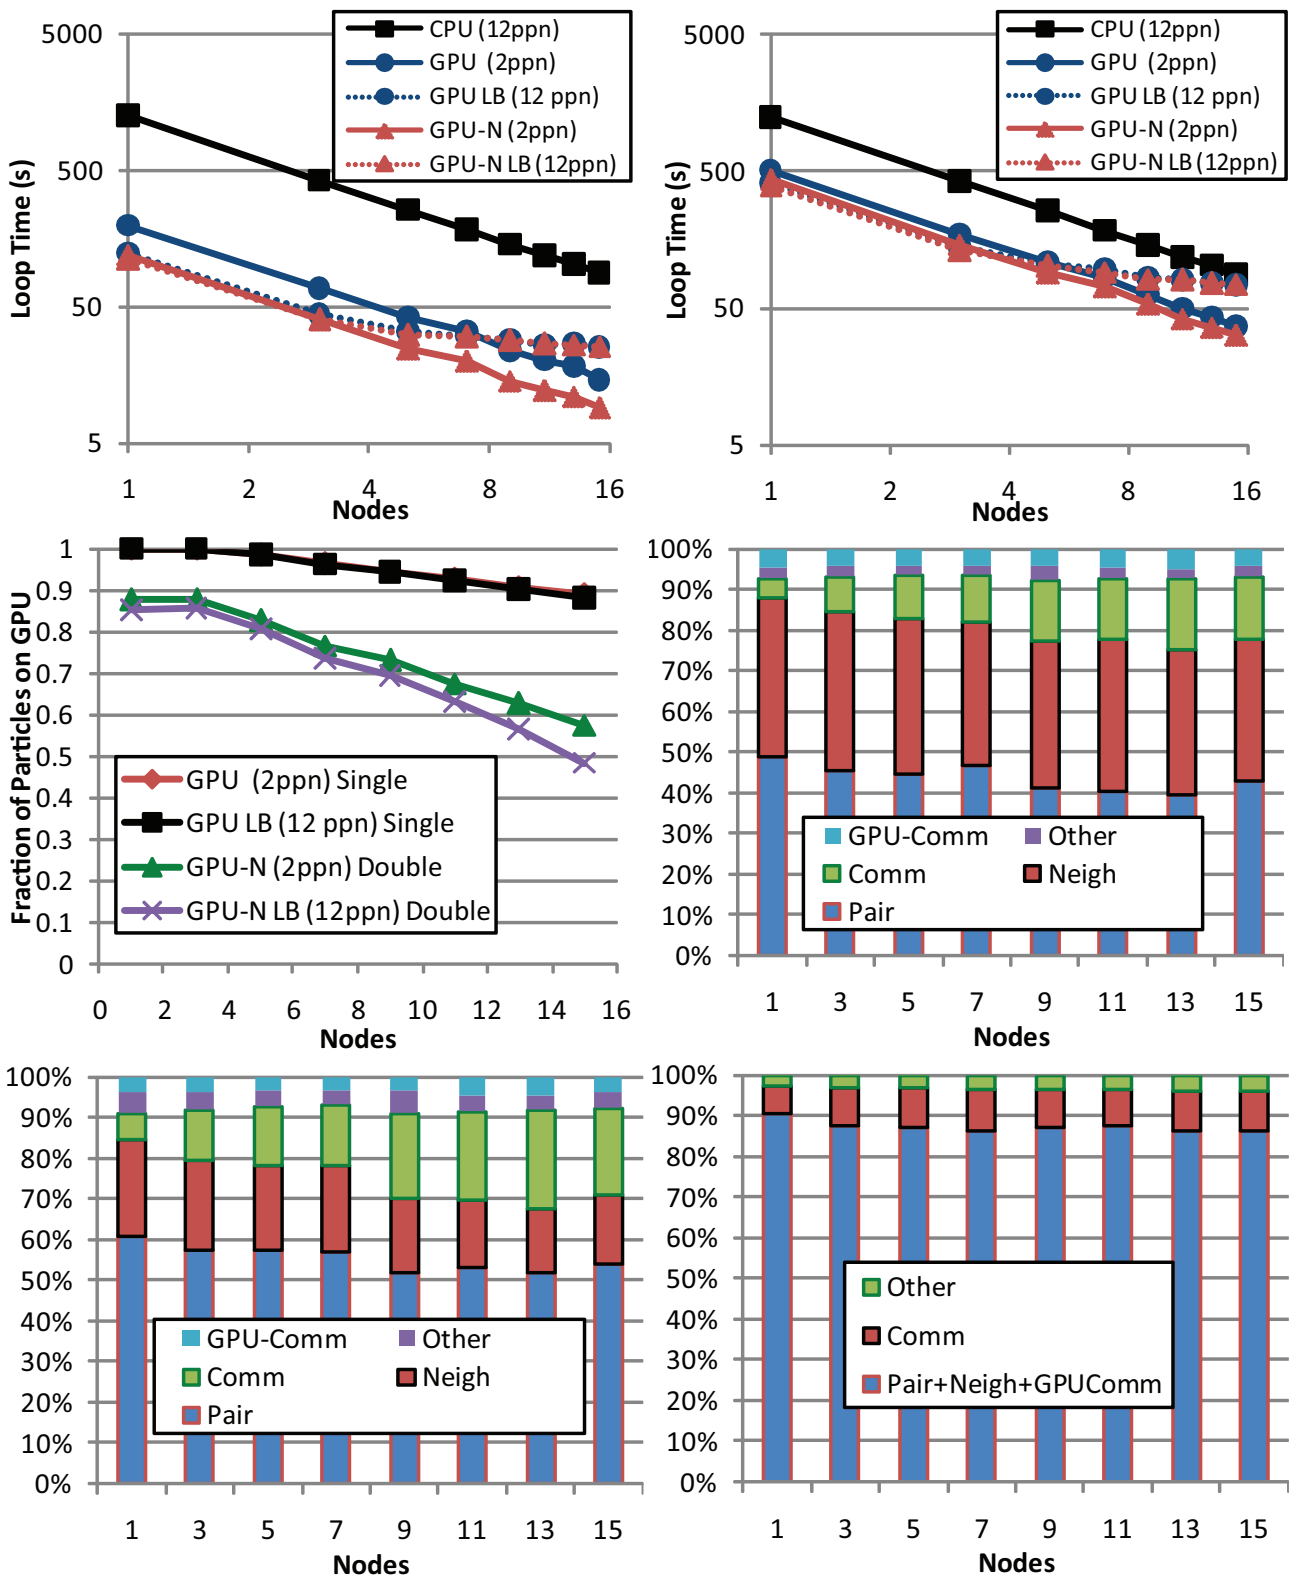 5000
500
50
5
Loop Time (s)
CPU (12ppn)
GPU (2ppn)
GPU LB (12 ppn)
GPU-N (2ppn)
GPU-N LB (12ppn)
1 2 4 8 16
Nodes
5000
500
50
5
Loop Time (s)
CPU (12ppn)
GPU (2ppn)
GPU LB (12 ppn)
GPU-N (2ppn)
GPU-N LB (12ppn)
1 2 4 8 16
Nodes
1
0.9
0.8
0.7
0.6
0.5
0.4
0.3
0.2
0.1
0
Fraction of Particles on GPU
GPU (2ppn) Single
GPU LB (12 ppn) Single
GPU-N (2ppn) Double
GPU-N LB (12ppn) Double
0 2 4 6 8 10 12 14 16
Nodes
100%
90%
80%
70%
60%
50%
40%
30%
20%
10%
0%
GPU-Comm Other
Comm Neigh
Pair
1 3 5 7 9 11 13 15
Nodes
100%
90%
80%
70%
60%
50%
40%
30%
20%
10%
0%
GPU-Comm Other
Comm Neigh
Pair
1 3 5 7 9 11 13 15
Nodes
100%
90%
80%
70%
60%
50%
40%
30%
20%
10%
0%
Other
Comm
Pair+Neigh+GPUComm
1 3 5 7 9 11 13 15
Nodes